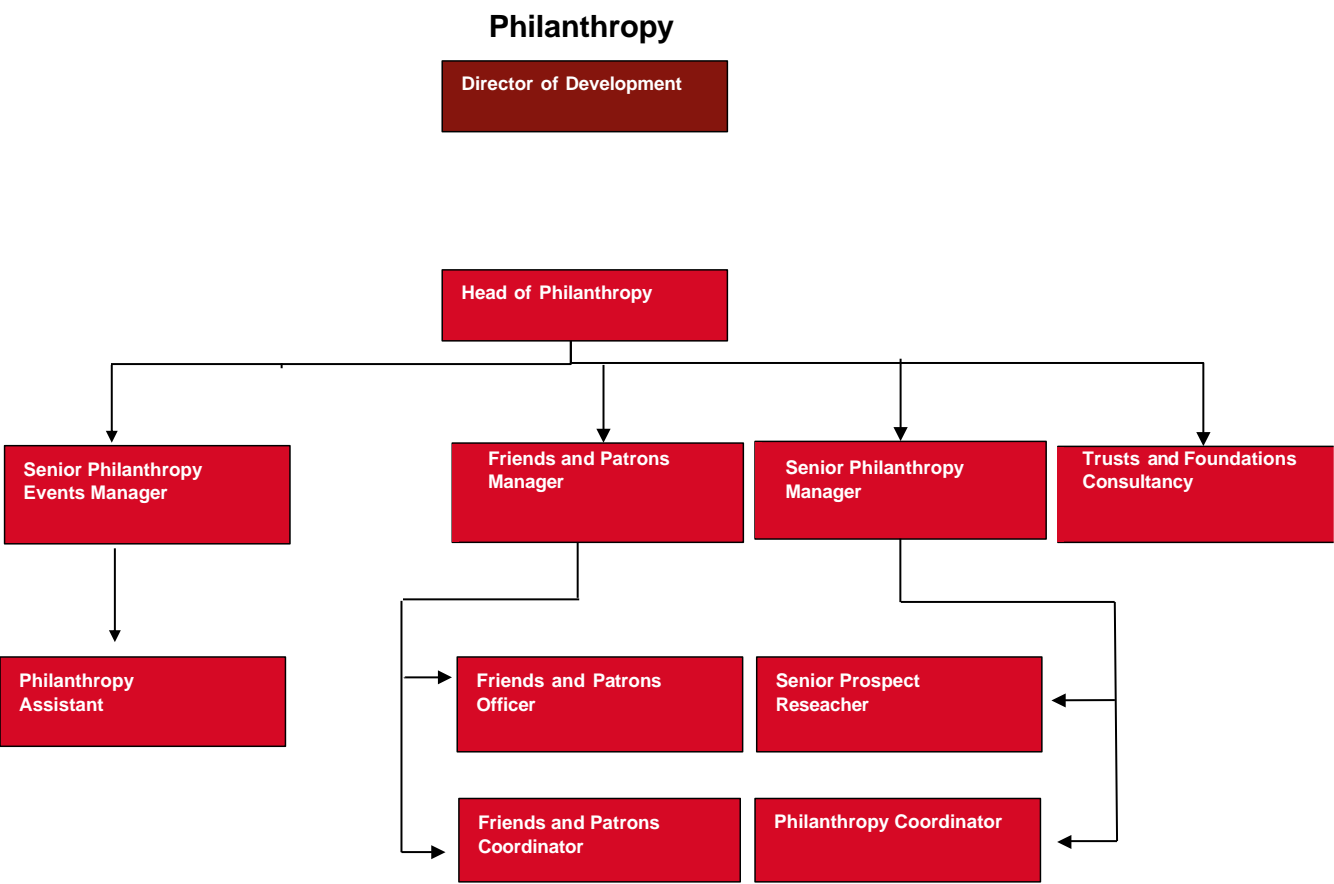 Philanthropy
Director of Development
Head of Philanthropy
Senior Philanthropy
Events Manager
Friends and Patrons
Manager
Senior Philanthropy
Manager
Trusts and Foundations
Consultancy
Philanthropy
Assistant
Friends and Patrons
Officer
Senior Prospect
Reseacher
Friends and Patrons
Coordinator
Philanthropy Coordinator